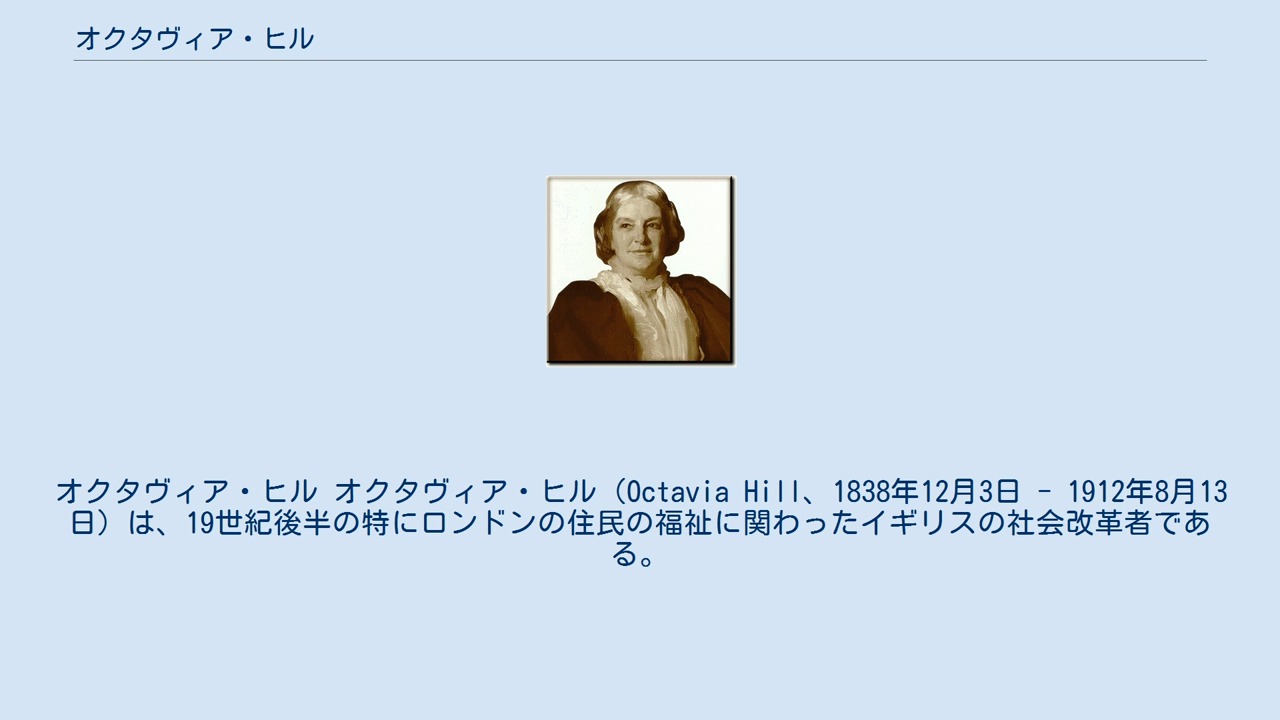 オクタヴィア・ヒル
オクタヴィア・ヒル オクタヴィア・ヒル（Octavia Hill、1838年12月3日 - 1912年8月13
日）は、19世紀後半の特にロンドンの住民の福祉に関わったイギリスの社会改革者であ
る。